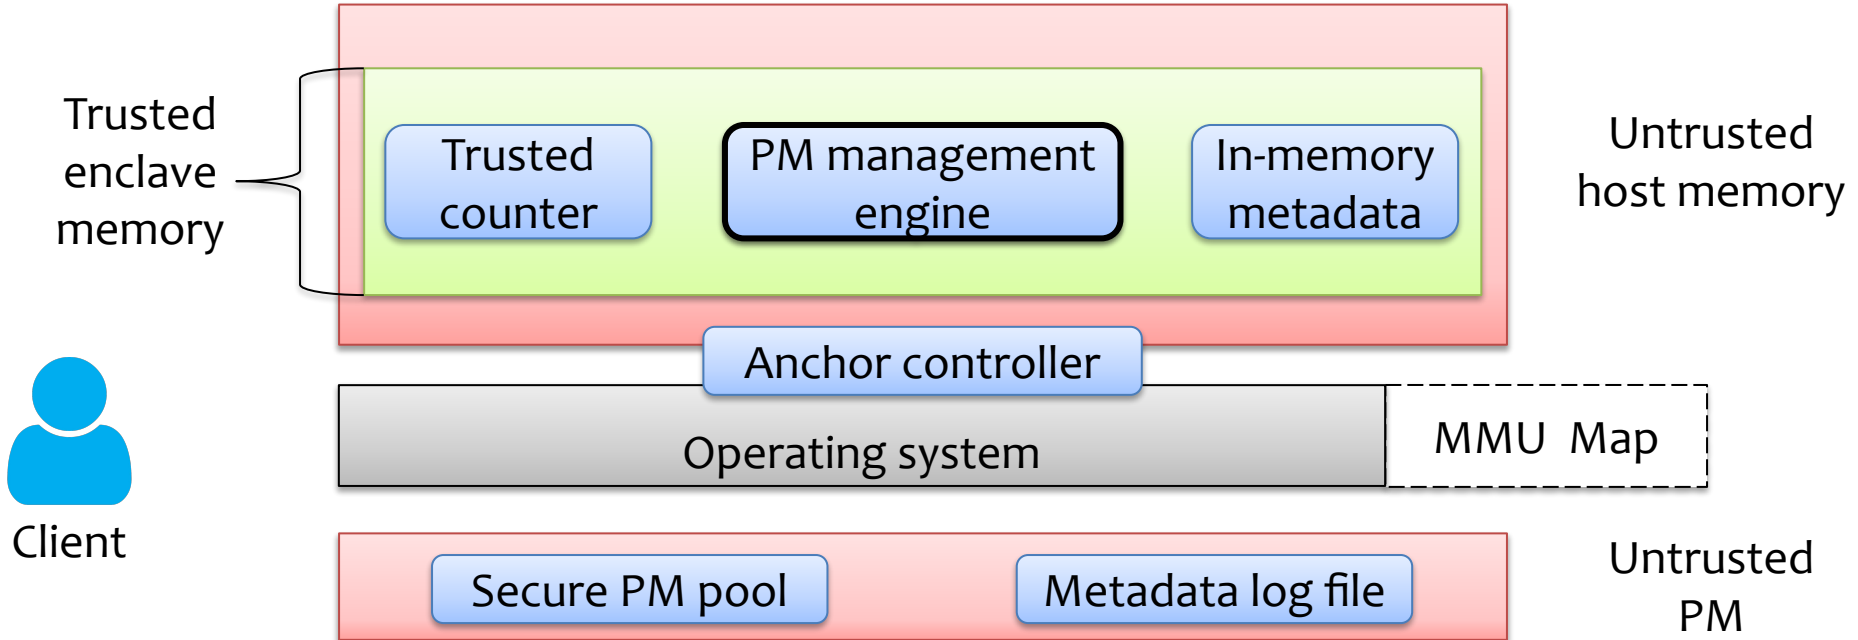 Trusted
enclave
memory
Trusted
counter
PM management
engine
In-memory
metadata
Untrusted
host memory
Anchor controller
Operating system
MMU Map
Client
Secure PM pool
Metadata log file
Untrusted
PM